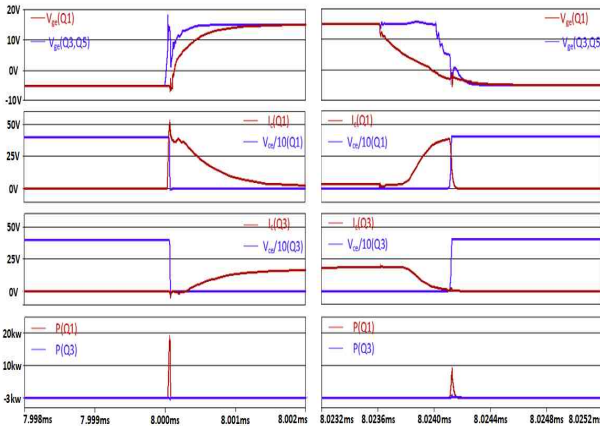 20V
10V
0V
-10V
Vge(Q1)
Vge(Q3,Q5)
Vge(Q1)
Vge(Q3,Q5)
50V
25V
0V
Ic(Q1)
Vce/10(Q1)
Ic(Q1)
Vce/10(Q1)
50V
25V
0V
Ic(Q3)
Vce/10(Q3)
Ic(Q3)
Vce/10(Q3)
20kw
10kw
-3kw
P(Q1)
P(Q3)
P(Q1)
P(Q3)
7.998ms 7.999ms 8.000ms 8.001ms 8.002ms
8.0232ms 8.0236ms 8.0240ms 8.0244ms 8.0248ms 8.0252ms